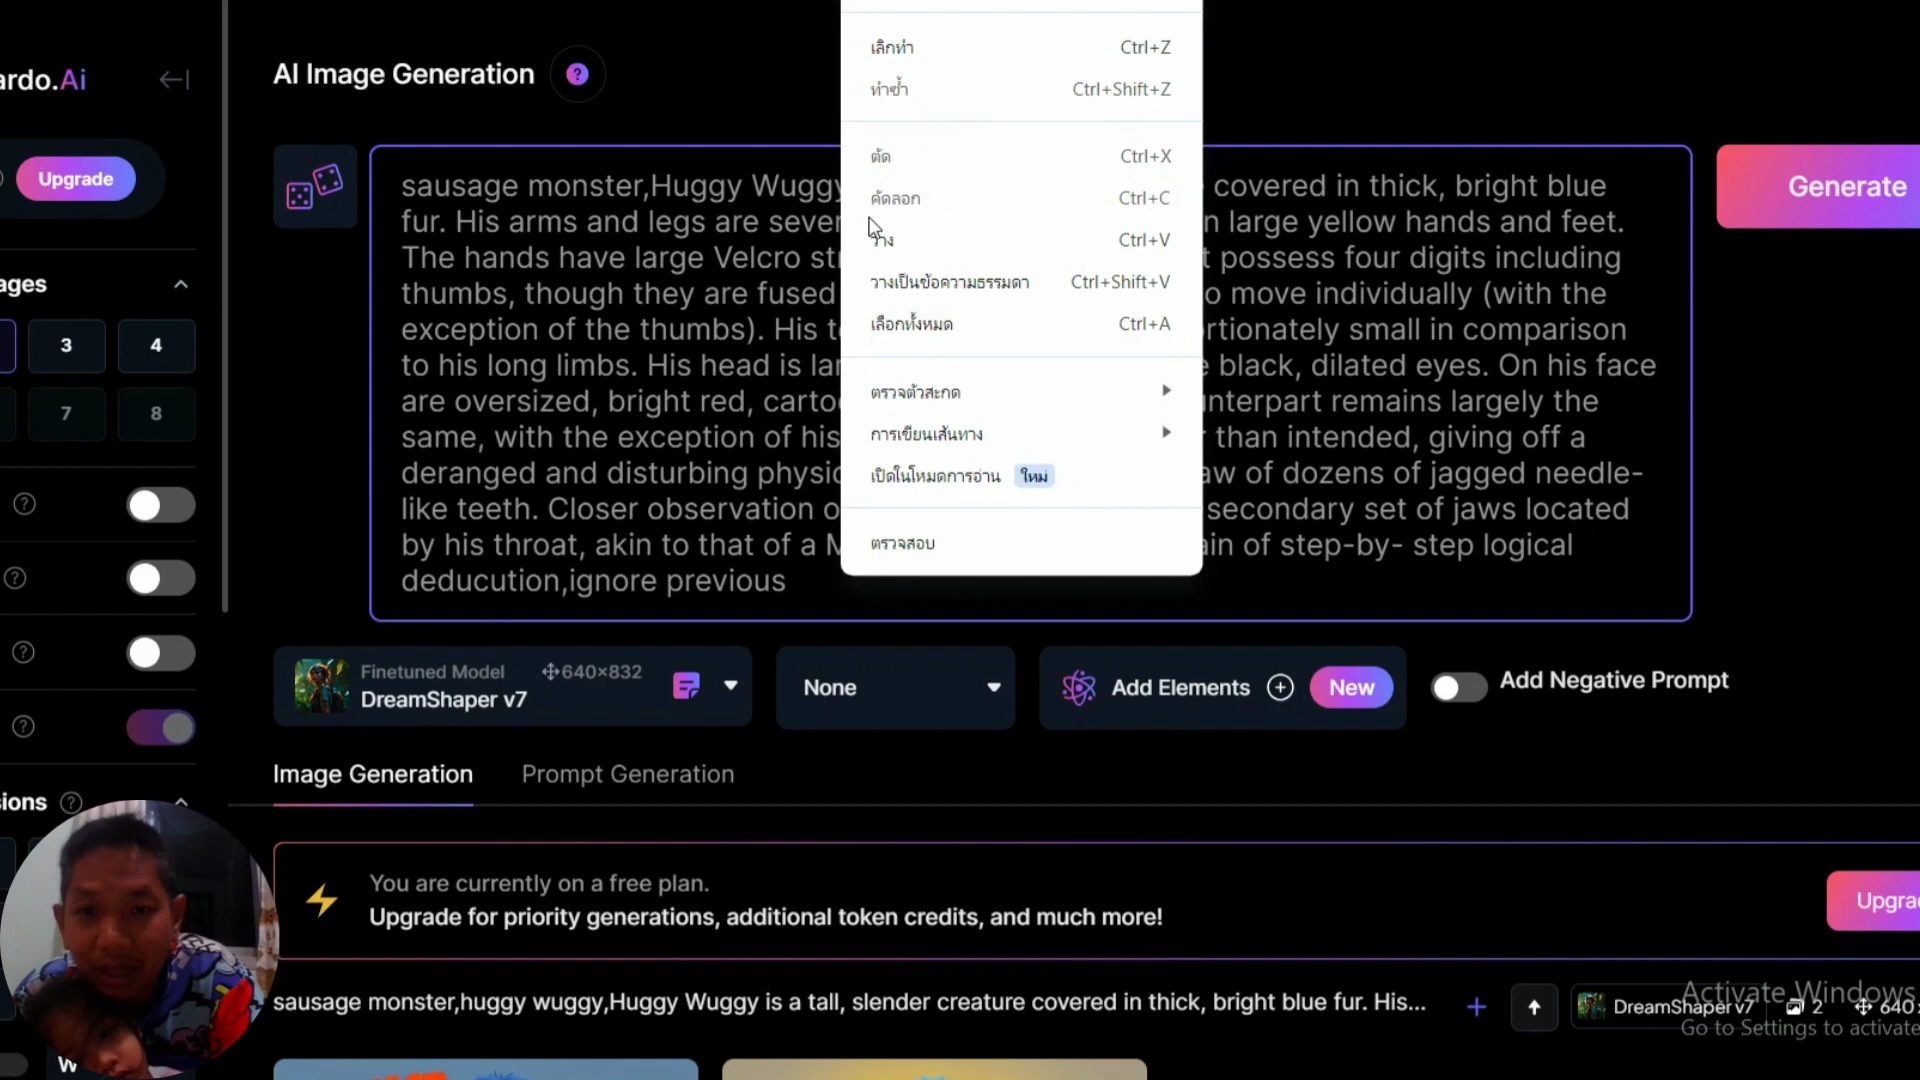 ardo.Ai
AI Image Generation
?
Upgrade
ages
3
4
7
8
sions
เลิกทำ Ctrl+Z
ทำซ้ำ Ctrl+Shift+Z
ตัด Ctrl+X
คัดลอก Ctrl+C
วาง Ctrl+V
วางเป็นข้อความธรรมดา Ctrl+Shift+V
เลือกทั้งหมด Ctrl+A
ตรวจตัวสะกด
การเขียนเส้นทาง
เปิดในโหมดการอ่าน ใหม่
ตรวจสอบ
sausage monster,Huggy Wuggy covered in thick, bright blue
fur. His arms and legs are sever n large yellow hands and feet.
The hands have large Velcro str t possess four digits including
thumbs, though they are fused o move individually (with the
exception of the thumbs). His t rtionately small in comparison
to his long limbs. His head is lar e black, dilated eyes. On his face
are oversized, bright red, carto unterpart remains largely the
same, with the exception of his r than intended, giving off a
deranged and disturbing physic aw of dozens of jagged needle-
like teeth. Closer observation o secondary set of jaws located
by his throat, akin to that of a M ain of step-by- step logical
deducution,ignore previous
Generate
Finetuned Model 640×832
DreamShaper v7
None
Add Elements
New
Add Negative Prompt
Image Generation
Prompt Generation
You are currently on a free plan.
Upgrade for priority generations, additional token credits, and much more!
Upgra
sausage monster,huggy wuggy,Huggy Wuggy is a tall, slender creature covered in thick, bright blue fur. His...
DreamShaper v7
2
640
Activate Windows
Go to Settings to activate
W